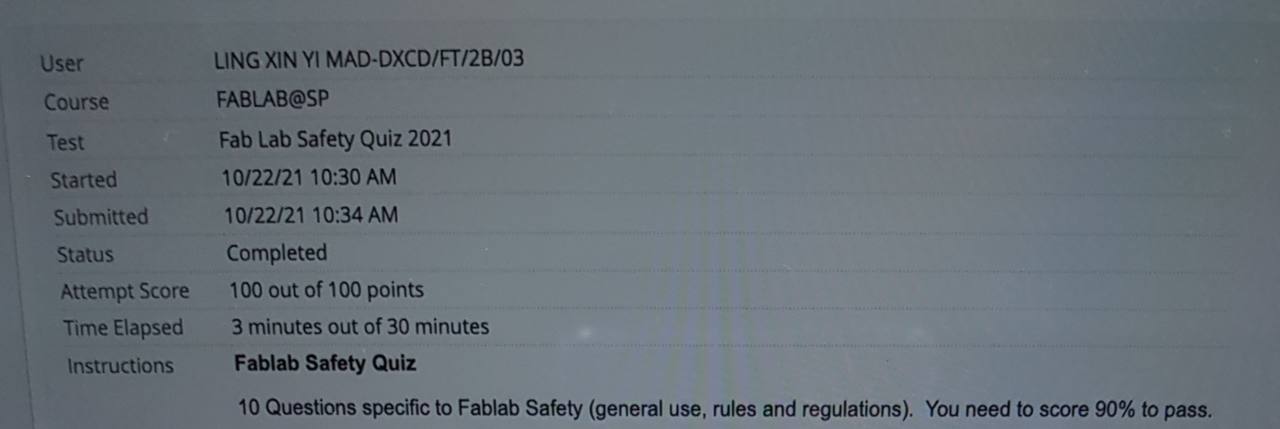 User LING XIN YI MAD-DXCD/FT/2B/03
Course FABLAB@SP
Test Fab Lab Safety Quiz 2021
Started 10/22/21 10:30 AM
Submitted 10/22/21 10:34 AM
Status Completed
Attempt Score 100 out of 100 points
Time Elapsed 3 minutes out of 30 minutes
Instructions Fablab Safety Quiz
10 Questions specific to Fablab Safety (general use, rules and regulations). You need to score 90% to pass.